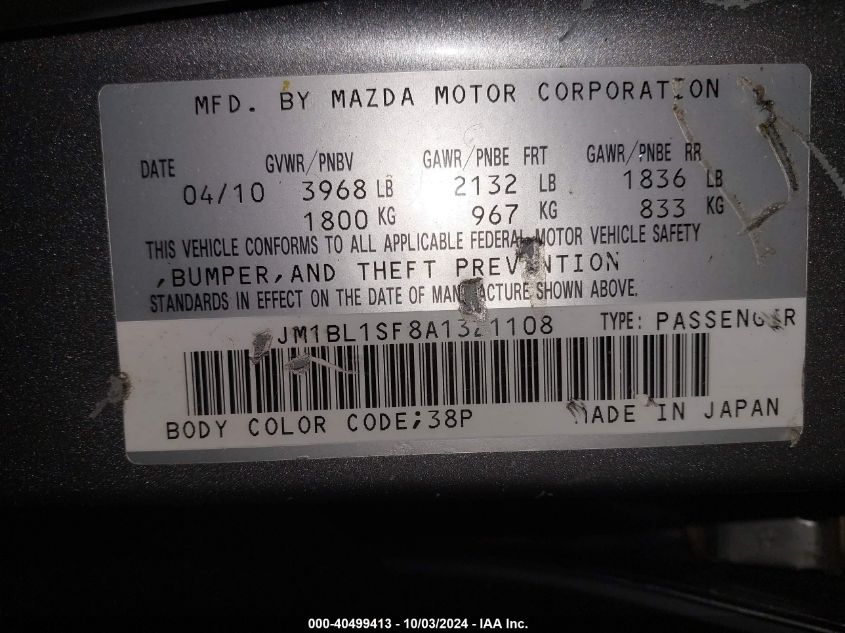 MFD. BY MAZDA MOTOR CORPORATION
DATE GVWR/PNBV GAWR/PNBE FRT GAWR/PNBE RR
04/10 3968 LB 2132 LB 1836 LB
1800 KG 967 KG 833 KG
THIS VEHICLE CONFORMS TO ALL APPLICABLE FEDERAL MOTOR VEHICLE SAFETY
,BUMPER,AND THEFT PREVENTION
STANDARDS IN EFFECT ON THE DATE OF MANUFACTURE SHOWN ABOVE.
JM1BL1SF8A1321108 TYPE: PASSENGER
BODY COLOR CODE;38P MADE IN JAPAN
000-40499413 - 10/03/2024 - IAA Inc.